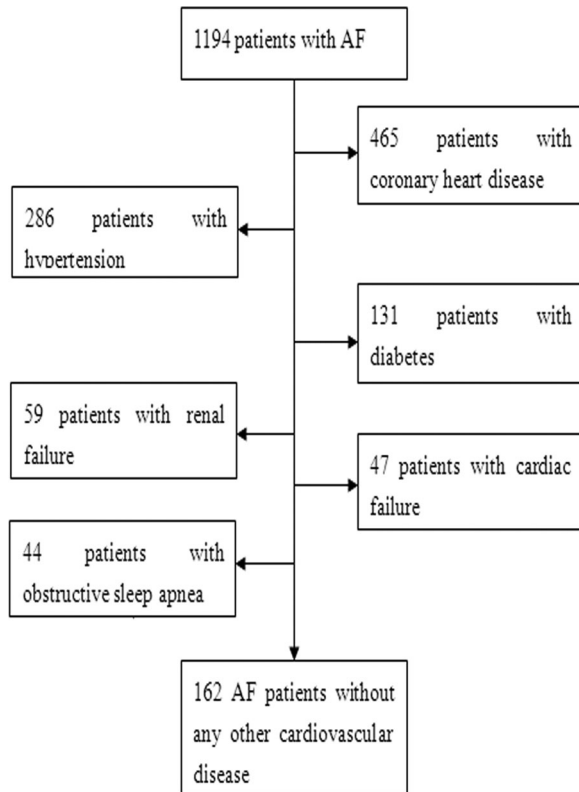 1194 patients with AF
465 patients with
coronary heart disease
286 patients with
hypertension
131 patients with
diabetes
59 patients with renal
failure
47 patients with cardiac
failure
44 patients with
obstructive sleep apnea
162 AF patients without
any other cardiovascular
disease